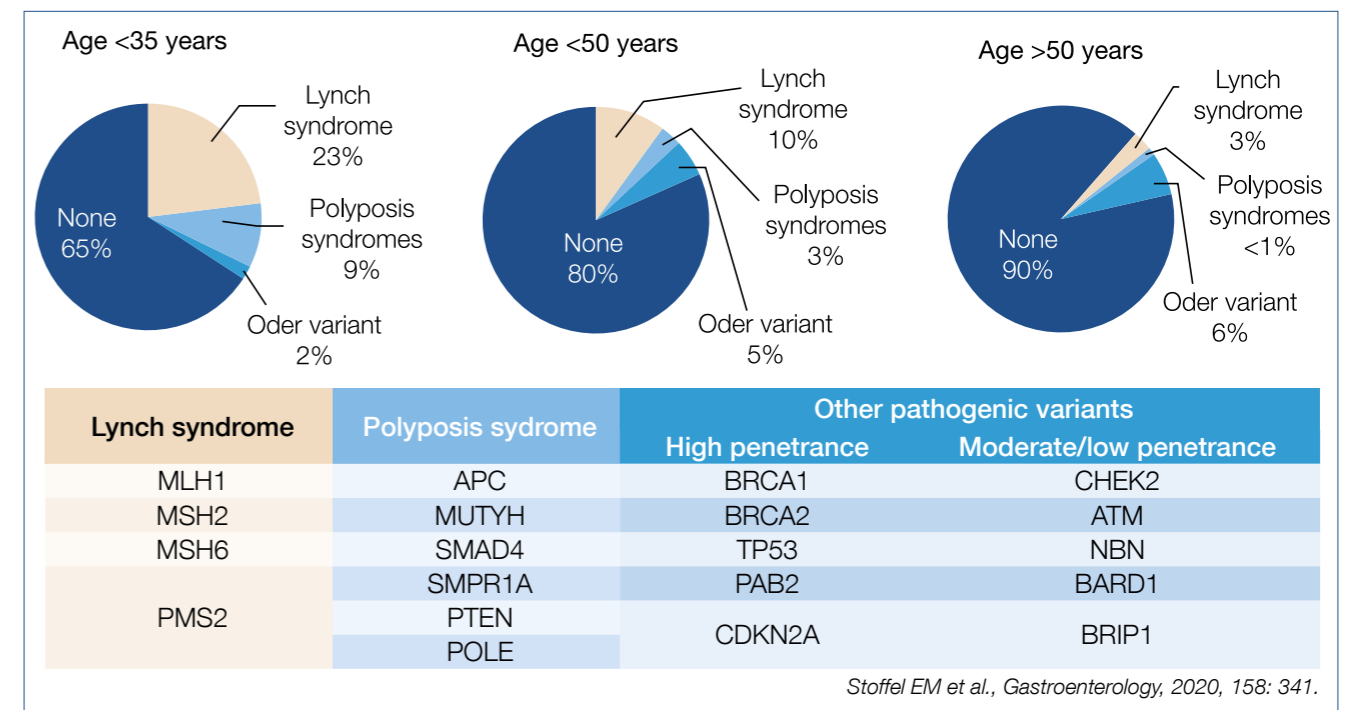 Age <35 years
Lynch
syndrome
23%
Polyposis
syndromes
9%
Oder variant
2%
None
65%
Age <50 years
Lynch
syndrome
10%
Polyposis
syndromes
3%
Oder variant
5%
None
80%
Age >50 years
Lynch
syndrome
3%
Polyposis
syndromes
<1%
Oder variant
6%
None
90%
Lynch syndrome Polyposis sydrome Other pathogenic variants
High penetrance Moderate/low penetrance
MLH1 APC BRCA1 CHEK2
MSH2 MUTYH BRCA2 ATM
MSH6 SMAD4 TP53 NBN
PMS2 SMPR1A PAB2 BARD1
PTEN CDKN2A BRIP1
POLE
Stoffel EM et al., Gastroenterology, 2020, 158: 341.